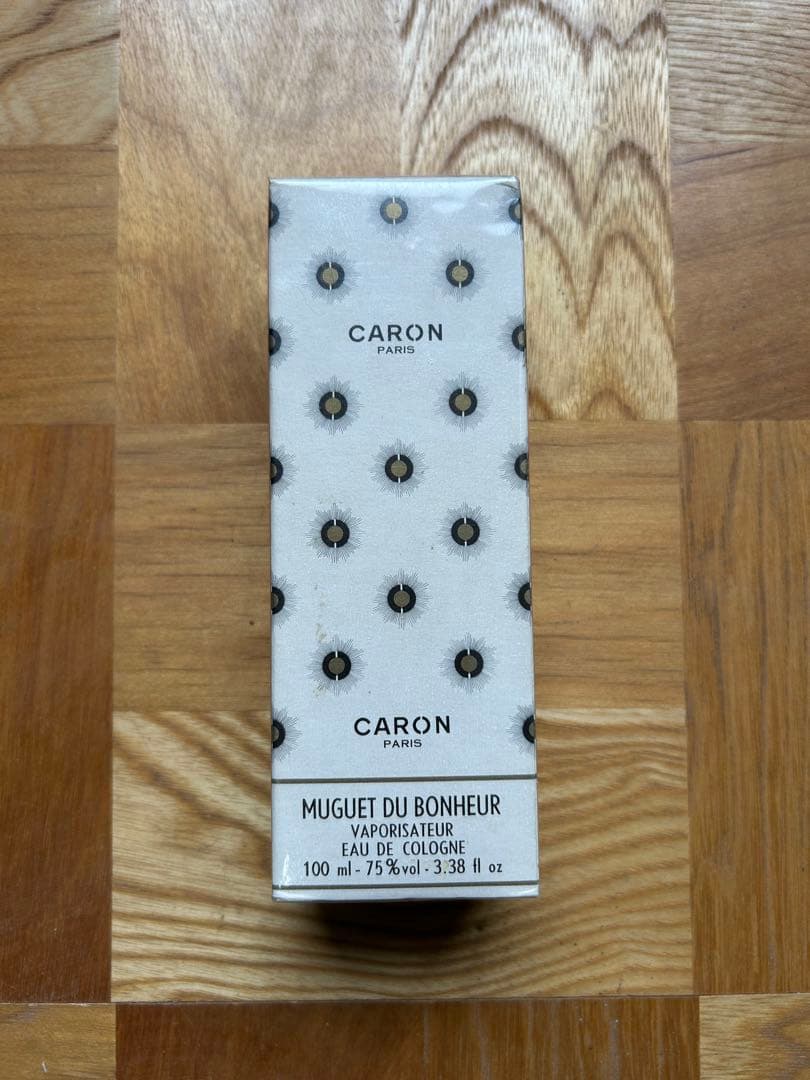 CARON
PARIS
CARON
PARIS
MUGUET DU BONHEUR
VAPORISATEUR
EAU DE COLOGNE
100 ml - 75%vol - 3.38 fl oz